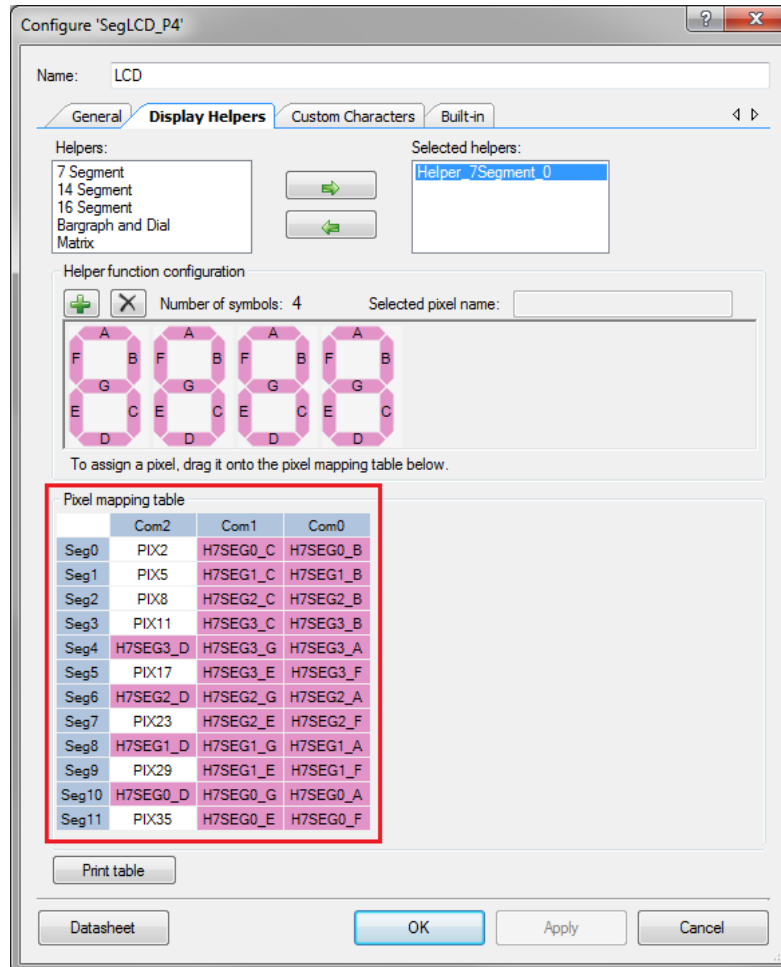 Configure 'SegLCD_P4'
Name: LCD
General Display Helpers Custom Characters Built-in
Helpers: Selected helpers:
7 Segment Helper_7Segment_0
14 Segment
16 Segment
Bargraph and Dial
Matrix
Helper function configuration
Number of symbols: 4 Selected pixel name:
A A A A
F B F B F B F B
G G G G
E C E C E C E C
D D D D
To assign a pixel, drag it onto the pixel mapping table below.
Pixel mapping table
Com2 Com1 Com0
Seg0 PIX2 H7SEG0_C H7SEG0_B
Seg1 PIX5 H7SEG1_C H7SEG1_B
Seg2 PIX8 H7SEG2_C H7SEG2_B
Seg3 PIX11 H7SEG3_C H7SEG3_B
Seg4 H7SEG3_D H7SEG3_G H7SEG3_A
Seg5 PIX17 H7SEG3_E H7SEG3_F
Seg6 H7SEG2_D H7SEG2_G H7SEG2_A
Seg7 PIX23 H7SEG2_E H7SEG2_F
Seg8 H7SEG1_D H7SEG1_G H7SEG1_A
Seg9 PIX29 H7SEG1_E H7SEG1_F
Seg10 H7SEG0_D H7SEG0_G H7SEG0_A
Seg11 PIX35 H7SEG0_E H7SEG0_F
Print table
Datasheet OK Apply Cancel